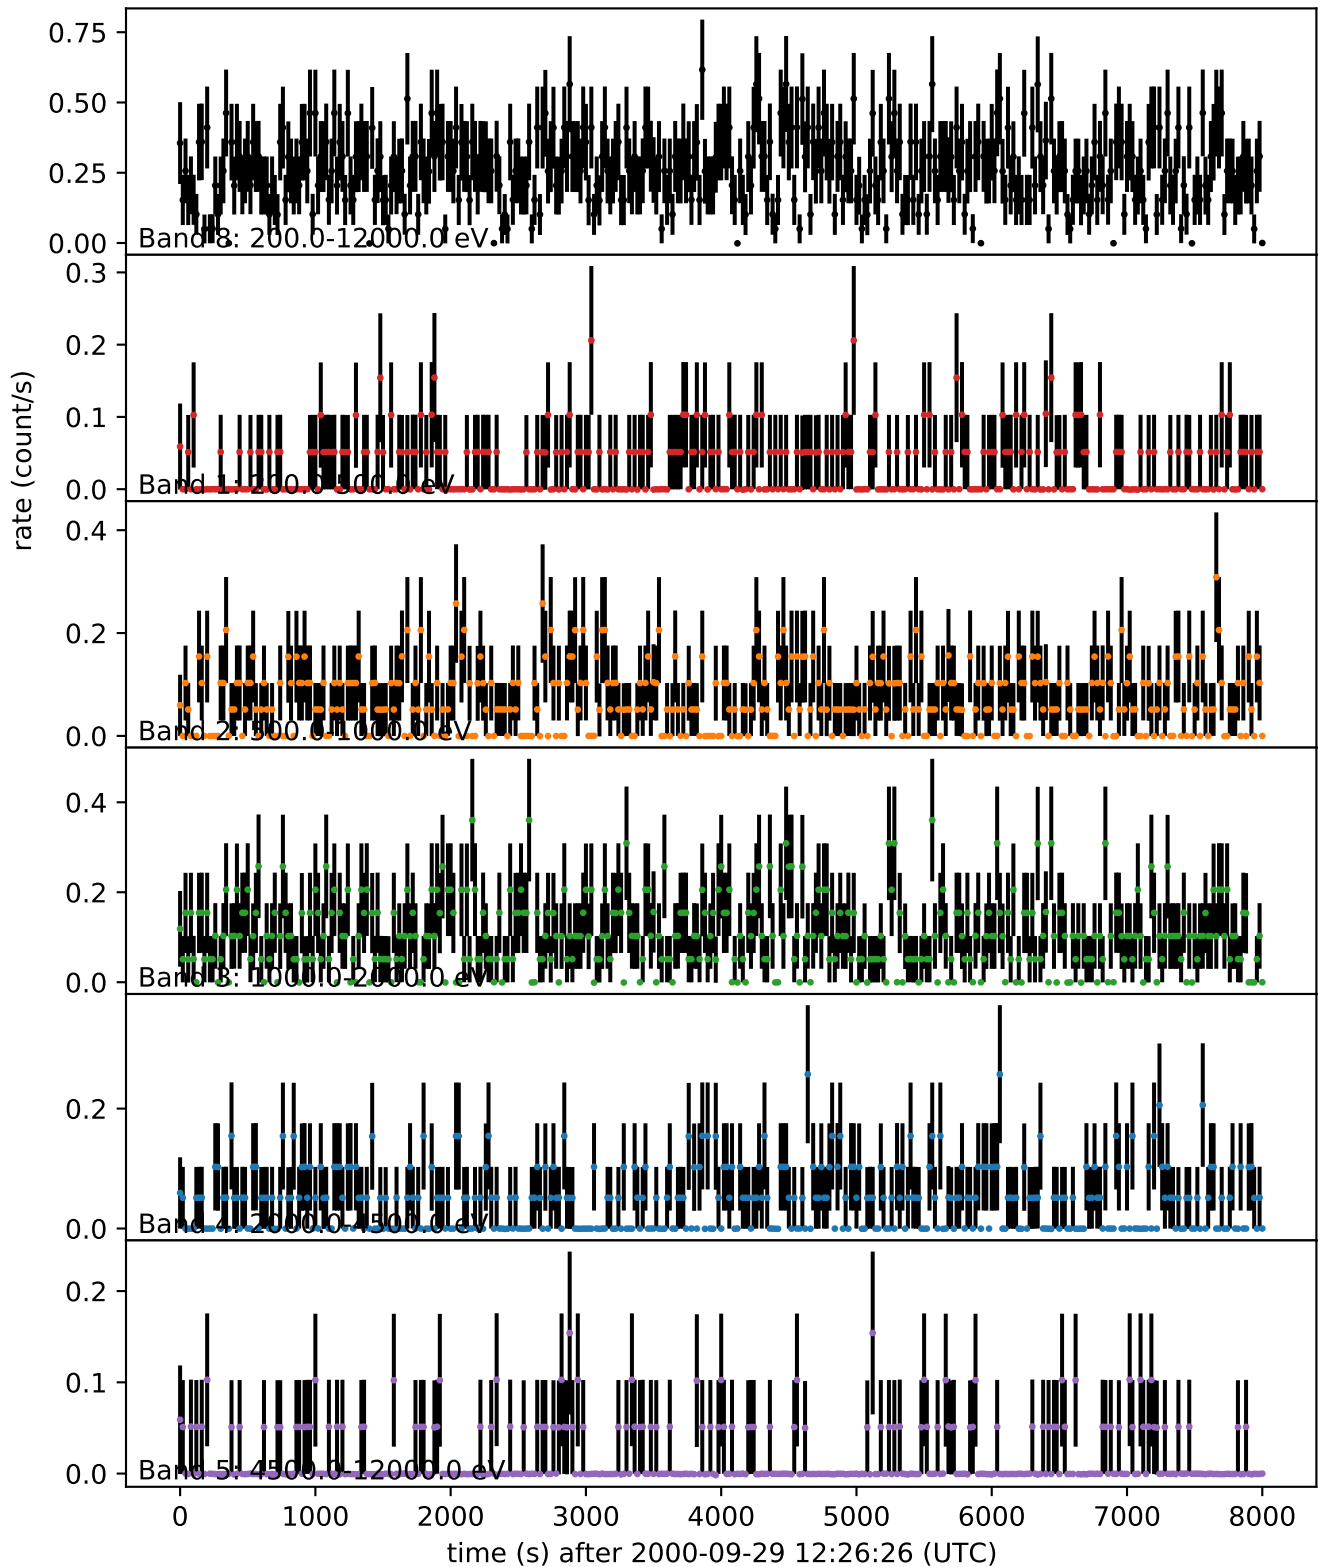 0.75
0.50
0.25
0.00
Band 8: 200.0-12000.0 eV
0.3
0.2
0.1
0.0
Band 1: 200.0-500.0 eV
rate (count/s)
0.4
0.2
0.0
Band 2: 500.0-1000.0 eV
0.4
0.2
0.0
Band 3: 1000.0-2000.0 eV
0.2
0.0
Band 4: 2000.0-4500.0 eV
0.2
0.1
0.0
Band 5: 4500.0-12000.0 eV
0 1000 2000 3000 4000 5000 6000 7000 8000
time (s) after 2000-09-29 12:26:26 (UTC)